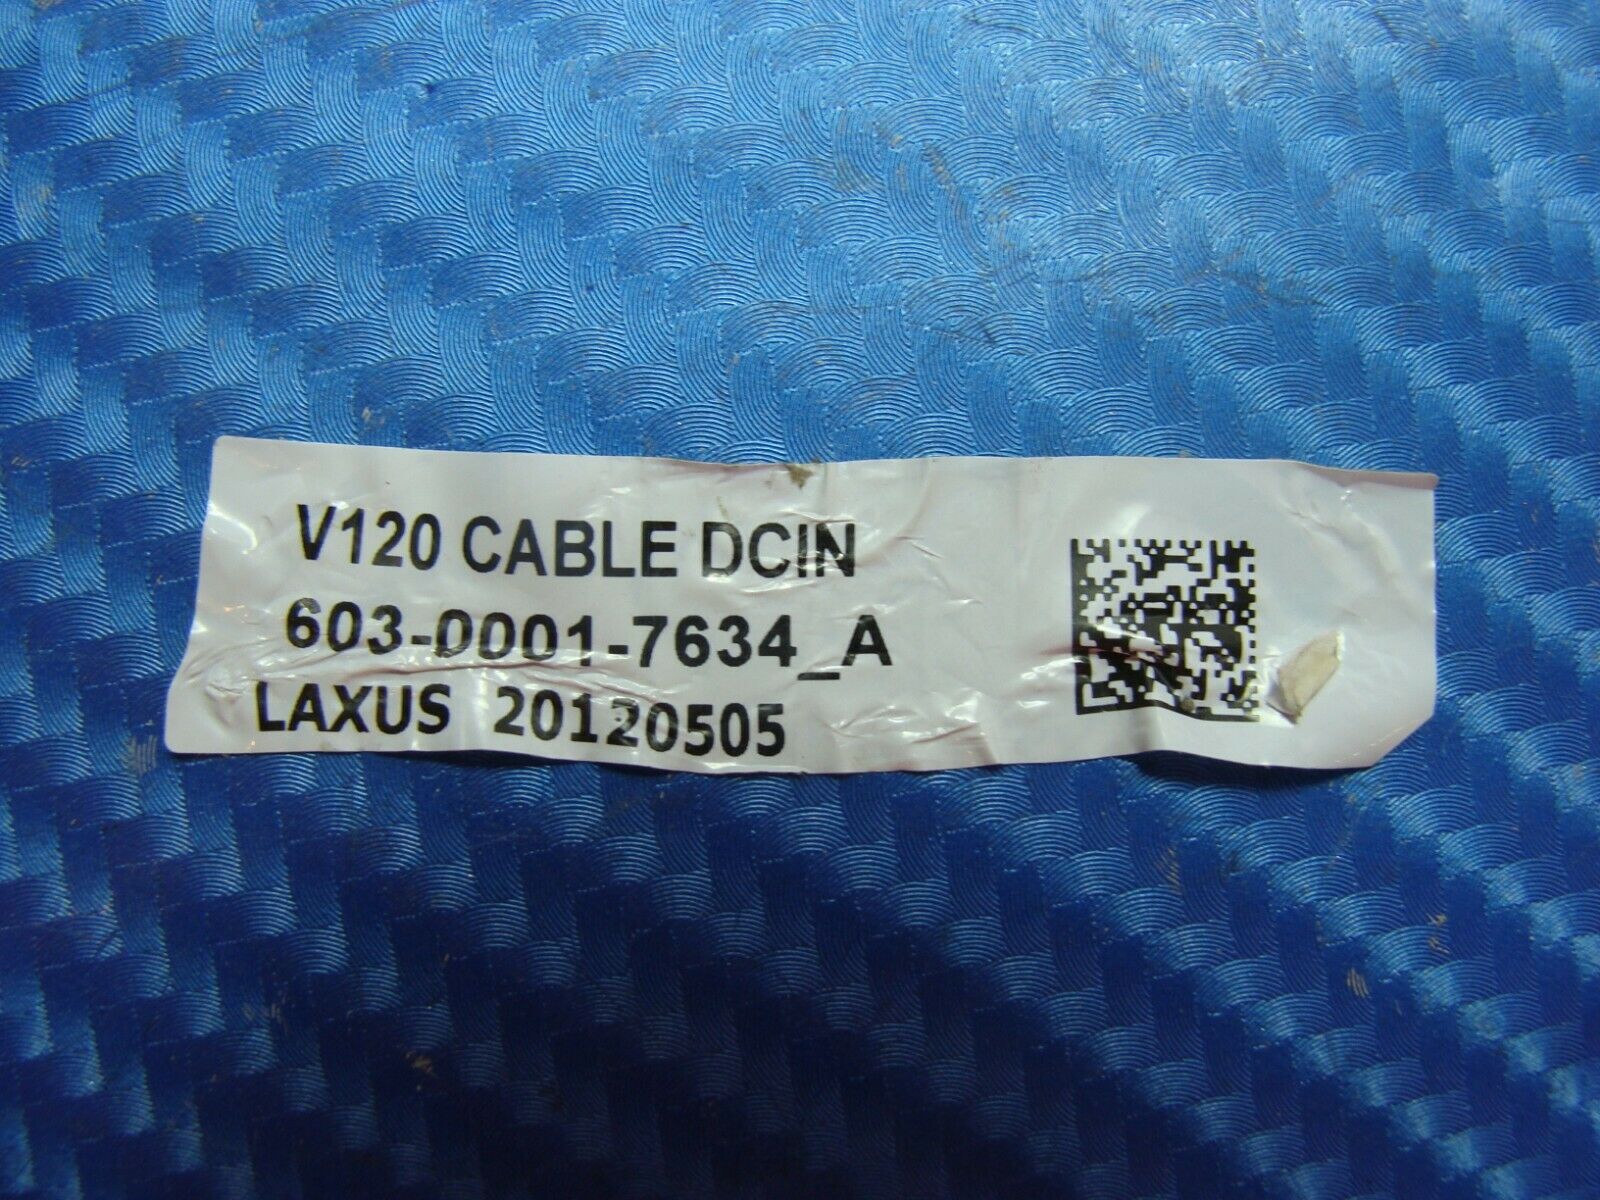 V120 CABLE DCIN
603-0001-7634_A
LAXUS 20120505